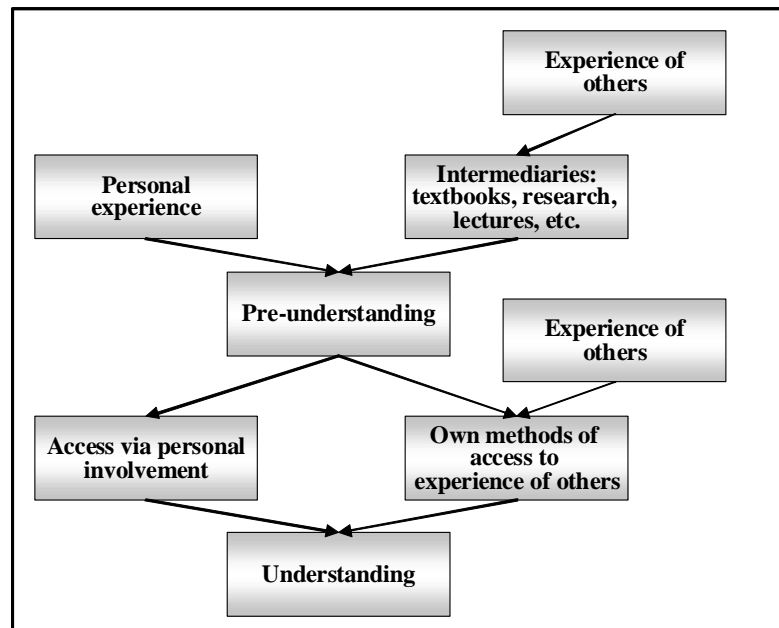 Experience of
others
Personal
experience
Intermediaries:
textbooks, research,
lectures, etc.
Pre-understanding
Experience of
others
Access via personal
involvement
Own methods of
access to
experience of others
Understanding